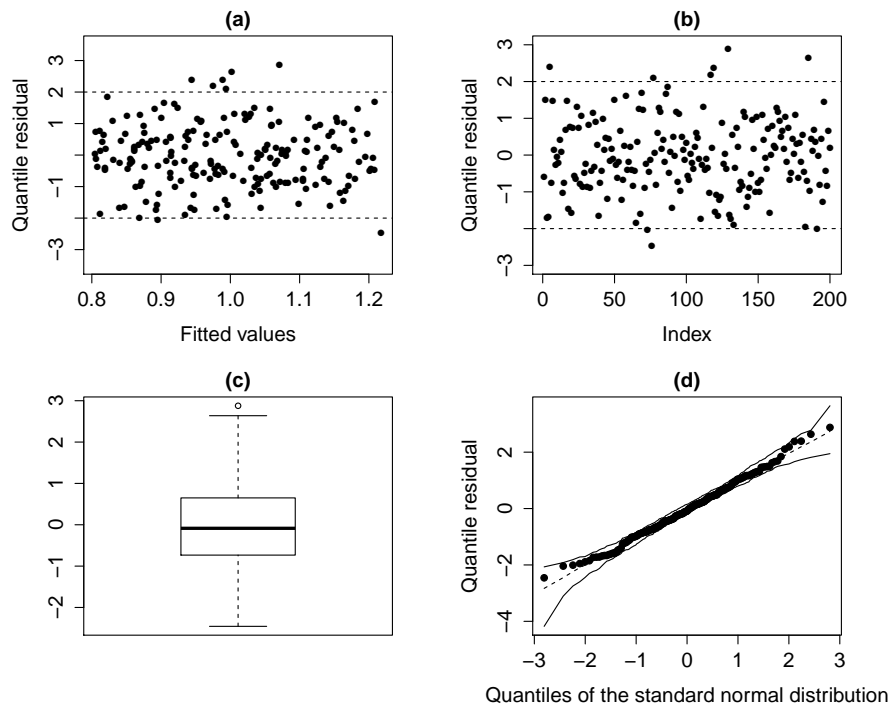 (a)
Quantile residual
3
2
1
−1
−3
0.8 0.9 1.0 1.1 1.2
Fitted values
(b)
Quantile residual
3
2
1
0
−1
−3
0 50 100 150 200
Index
(c)
3
2
1
0
−1
−2
(d)
Quantile residual
2
0
−2
−4
−3 −2 −1 0 1 2 3
Quantiles of the standard normal distribution